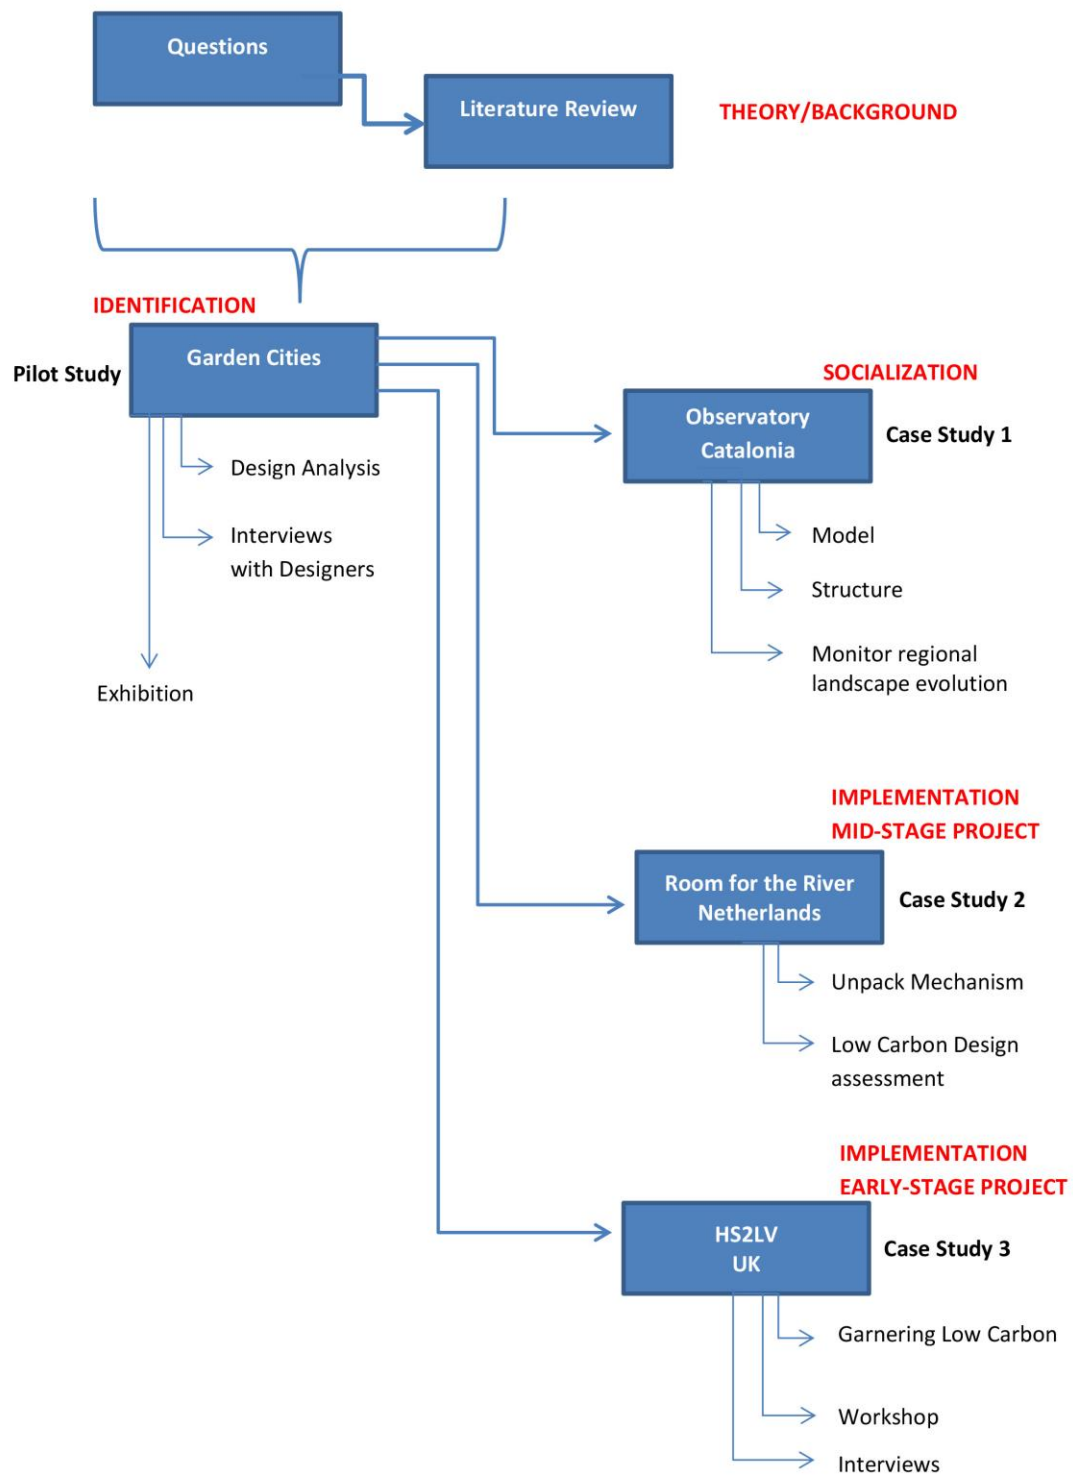 Questions
Literature Review
THEORY/BACKGROUND
IDENTIFICATION
Garden Cities
Pilot Study
Design Analysis
Interviews
with Designers
Exhibition
SOCIALIZATION
Observatory
Catalonia
Case Study 1
Model
Structure
Monitor regional
landscape evolution
IMPLEMENTATION
MID-STAGE PROJECT
Room for the River
Netherlands
Case Study 2
Unpack Mechanism
Low Carbon Design
assessment
IMPLEMENTATION
EARLY-STAGE PROJECT
HS2LV
UK
Case Study 3
Garnering Low Carbon
Workshop
Interviews